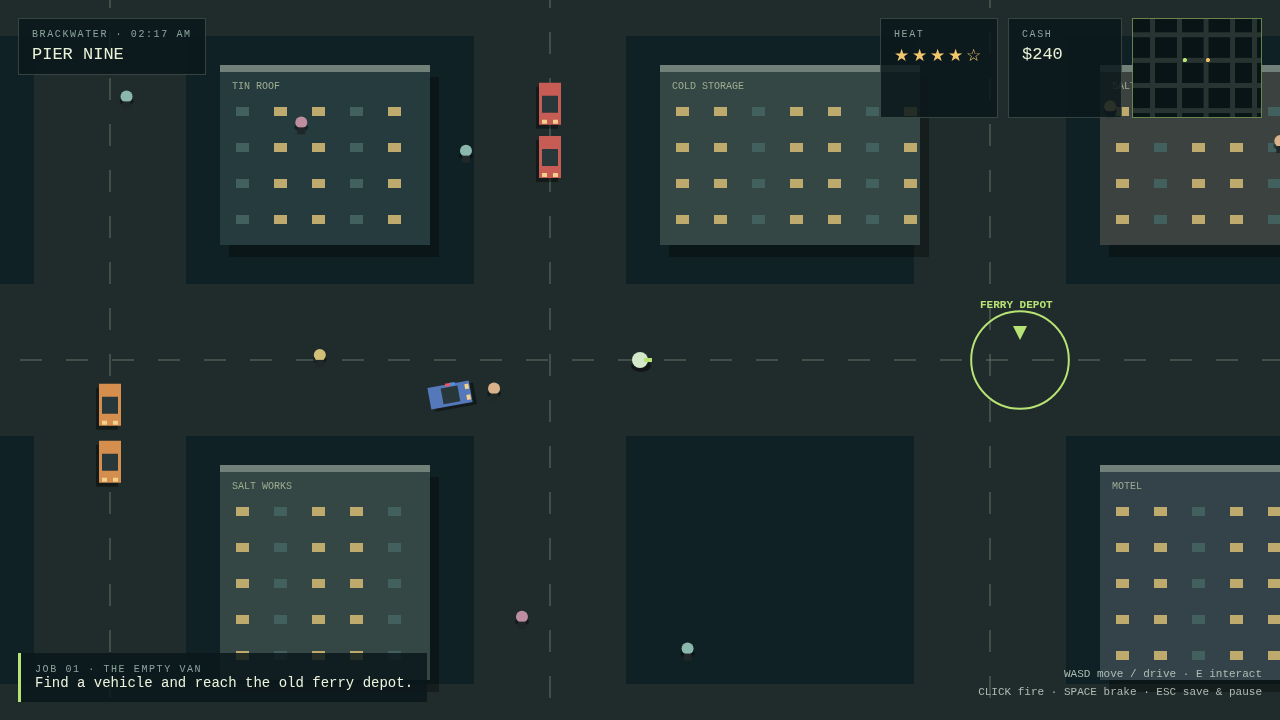 BRACKWATER · 02:17 AM
PIER NINE
HEAT
★★★★☆
CASH
$240
TIN ROOF
COLD STORAGE
FERRY DEPOT
SALT WORKS
MOTEL
JOB 01 · THE EMPTY VAN
Find a vehicle and reach the old ferry depot.
WASD move / drive · E interact
CLICK fire · SPACE brake · ESC save & pause